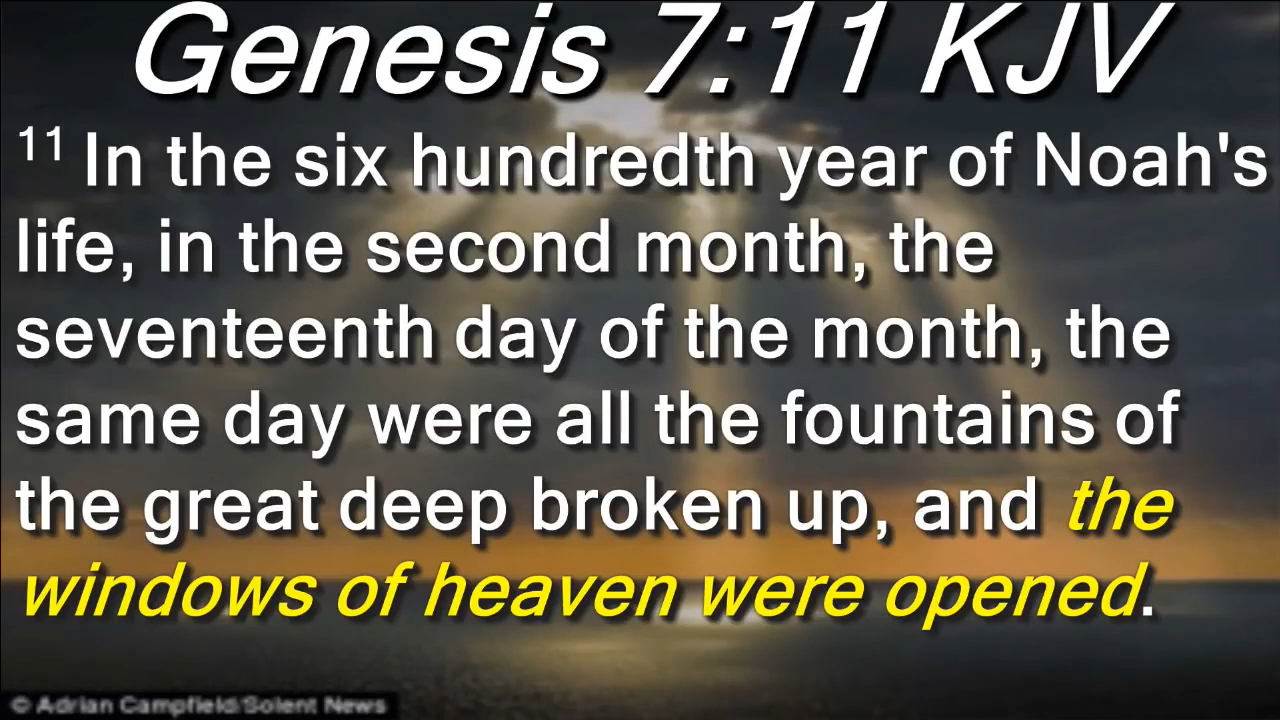 Genesis 7:11 KJV
11 In the six hundredth year of Noah's
life, in the second month, the
seventeenth day of the month, the
same day were all the fountains of
the great deep broken up, and the
windows of heaven were opened.
© Adrian Campfield/Solent News